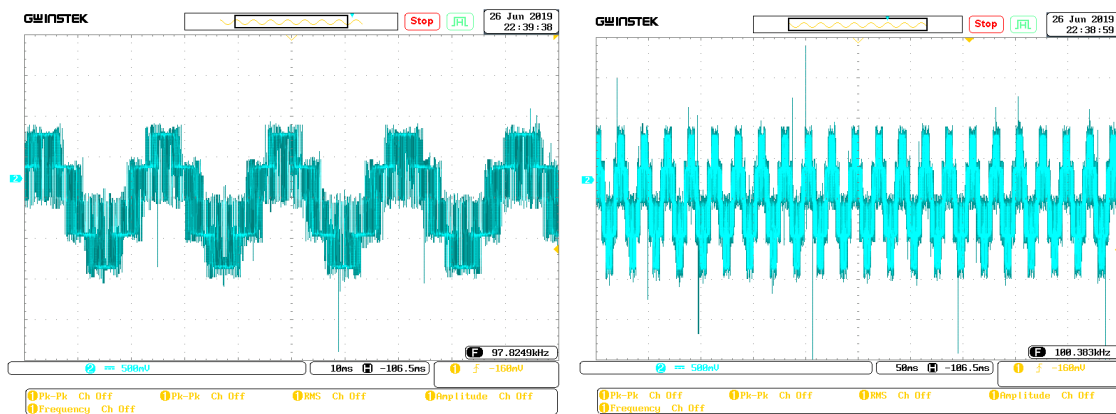 GWINSTEK
Stop
26 Jun 2019
22:39:38
2
F 97.8249kHz
2 500mV
10ms H -106.5ms
1 -160mV
1 Pk-Pk Ch Off
1 Pk-Pk Ch Off
1 RMS Ch Off
1 Amplitude Ch Off
1 Frequency Ch Off
GWINSTEK
Stop
26 Jun 2019
22:38:59
2
F 100.383kHz
2 500mV
50ms H -106.5ms
1 -160mV
1 Pk-Pk Ch Off
1 Pk-Pk Ch Off
1 RMS Ch Off
1 Amplitude Ch Off
1 Frequency Ch Off